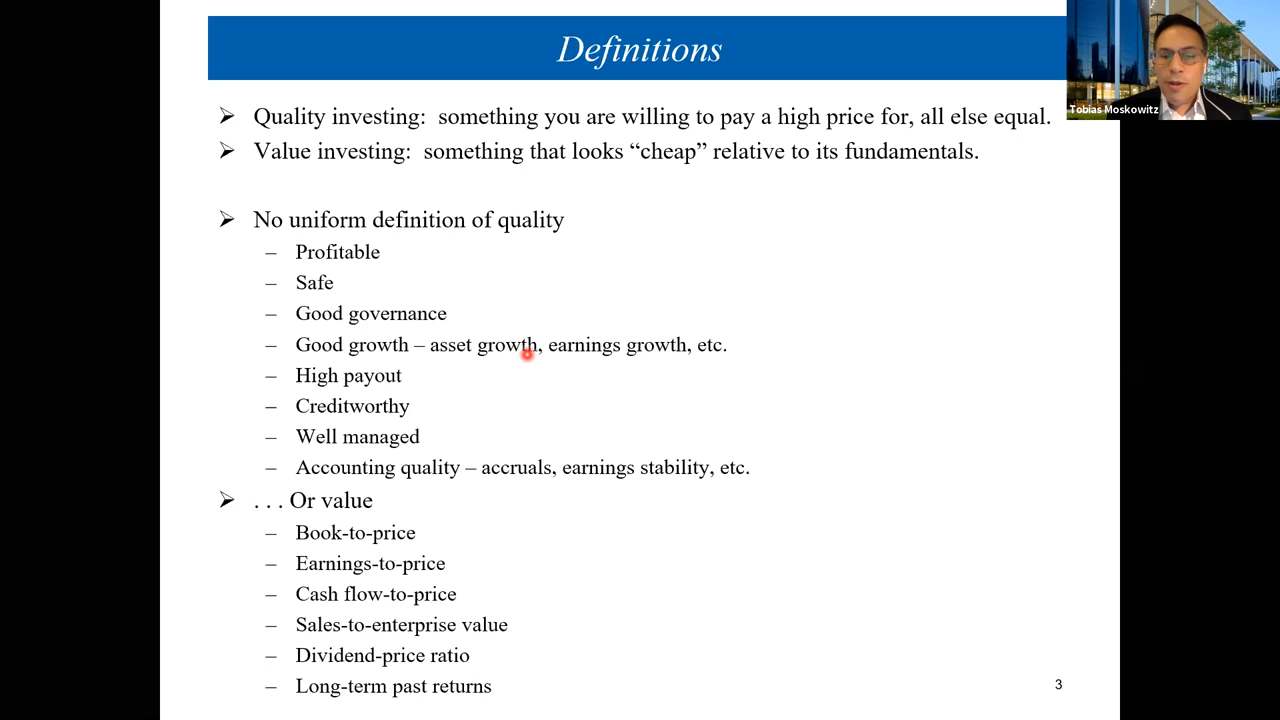 Definitions
Tobias Moskowitz
➢ Quality investing: something you are willing to pay a high price for, all else equal.
➢ Value investing: something that looks “cheap” relative to its fundamentals.
➢ No uniform definition of quality
– Profitable
– Safe
– Good governance
– Good growth – asset growth, earnings growth, etc.
– High payout
– Creditworthy
– Well managed
– Accounting quality – accruals, earnings stability, etc.
➢ . . . Or value
– Book-to-price
– Earnings-to-price
– Cash flow-to-price
– Sales-to-enterprise value
– Dividend-price ratio
– Long-term past returns
3